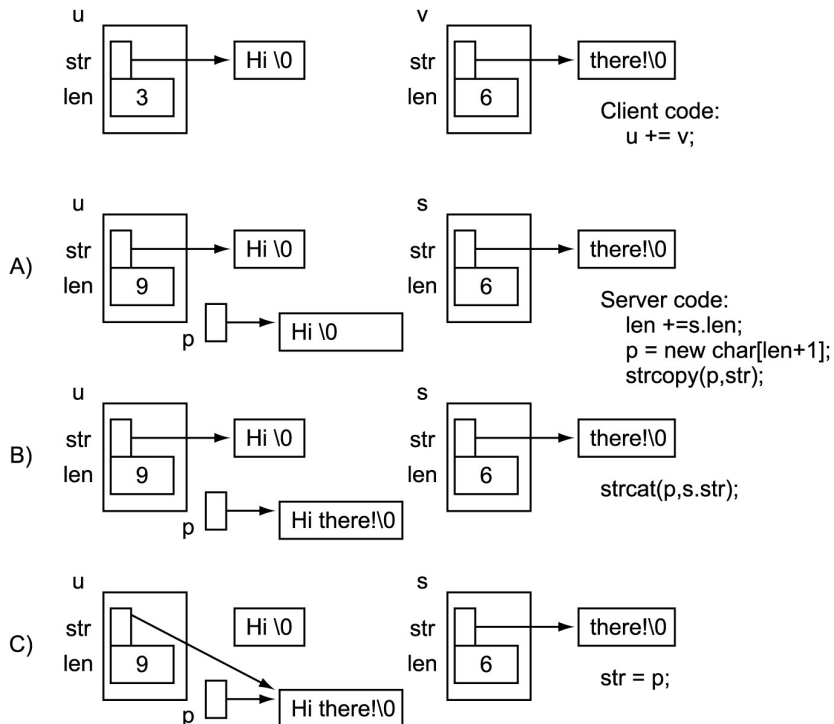 u
v
str
Hi \0
str
there!\0
len
3
len
6
Client code:
u += v;
A)
u
s
str
Hi \0
str
there!\0
len
9
len
6
p
Hi \0
Server code:
len +=s.len;
p = new char[len+1];
strcopy(p,str);
B)
u
s
str
Hi \0
str
there!\0
len
9
len
6
p
Hi there!\0
strcat(p,s.str);
C)
u
s
str
Hi \0
str
there!\0
len
9
len
6
p
Hi there!\0
str = p;